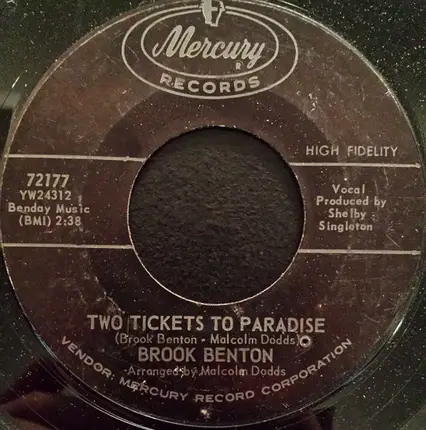 Mercury
R
RECORDS
HIGH FIDELITY
72177
YW24312
Benday Music
(BMI) 2:38
Vocal
Produced by
Shelby
Singleton
TWO TICKETS TO PARADISE
(Brook Benton - Malcolm Dodds)
BROOK BENTON
Arranged by Malcolm Dodds
VENDOR: MERCURY RECORD CORPORATION